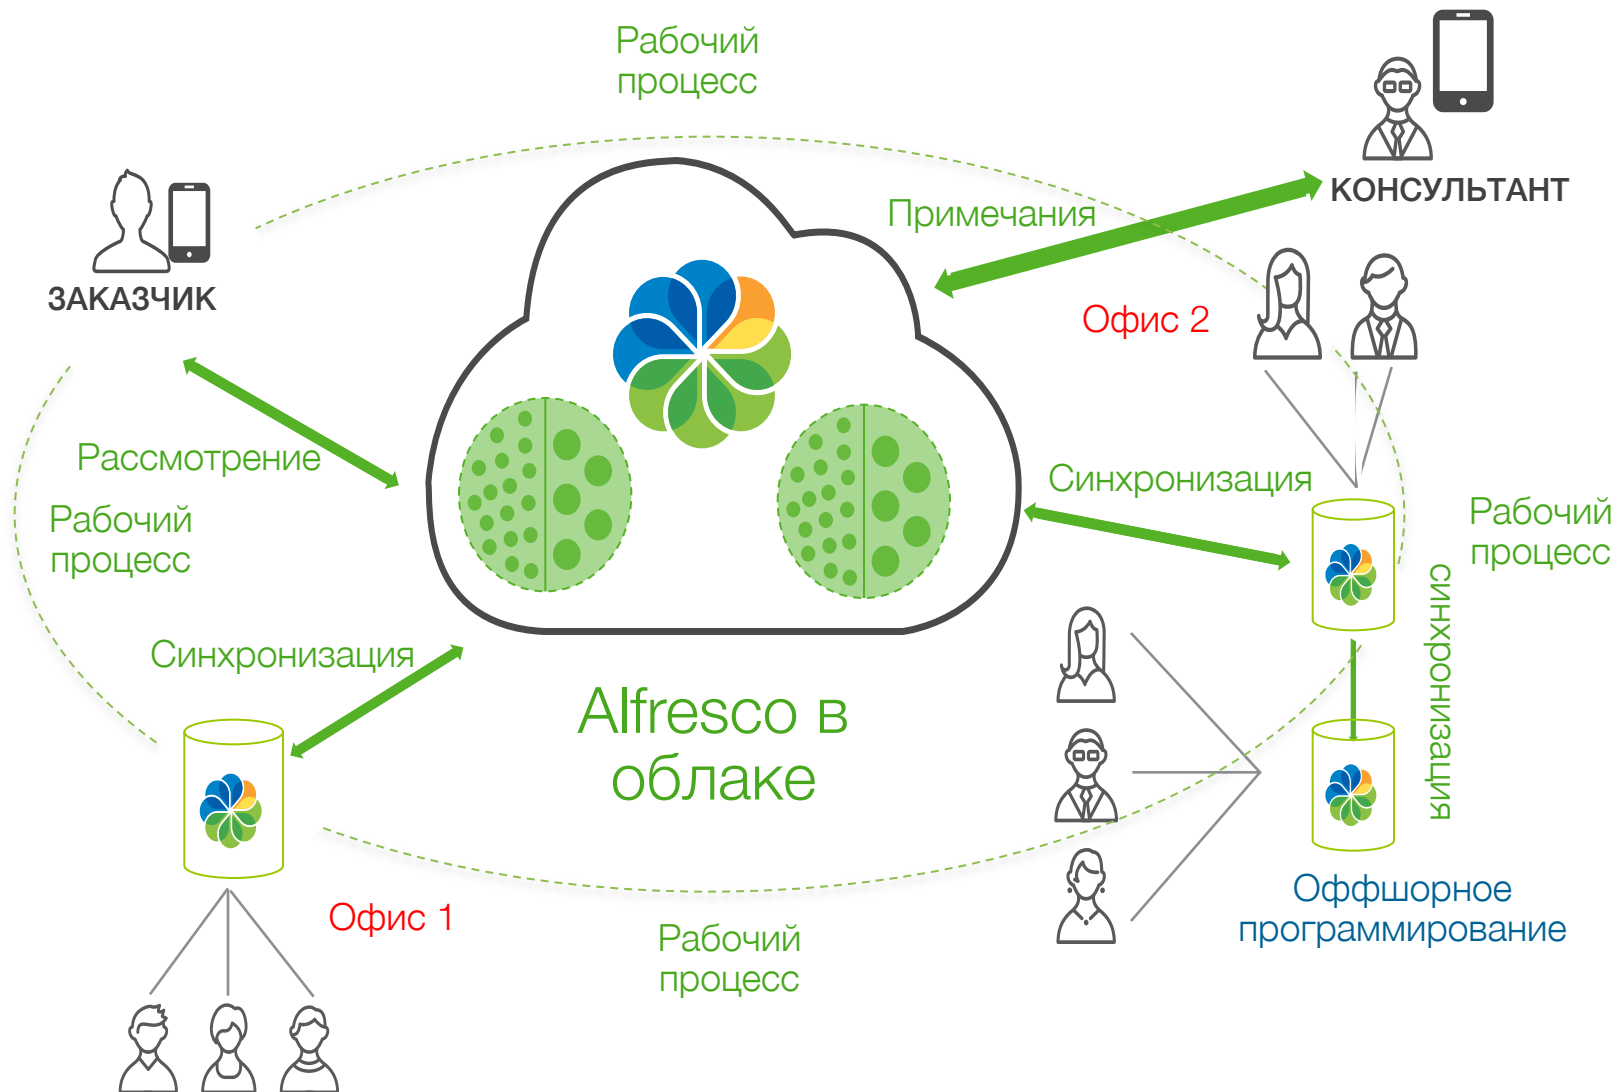 Рабочий
процесс
КОНСУЛЬТАНТ
Примечания
ЗАКАЗЧИК
Офис 2
Рассмотрение
Синхронизация
Рабочий
процесс
Рабочий
процесс
синхронизация
Синхронизация
Alfresco в
облаке
Оффшорное
программирование
Офис 1
Рабочий
процесс